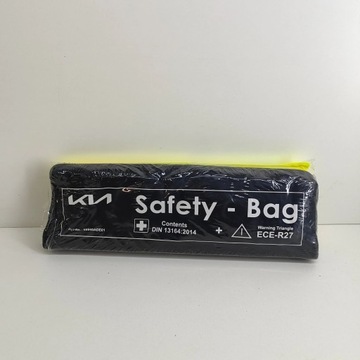 KIA Safety - Bag
Contents
DIN 13164:2014
+
Warning Triangle
ECE-R27